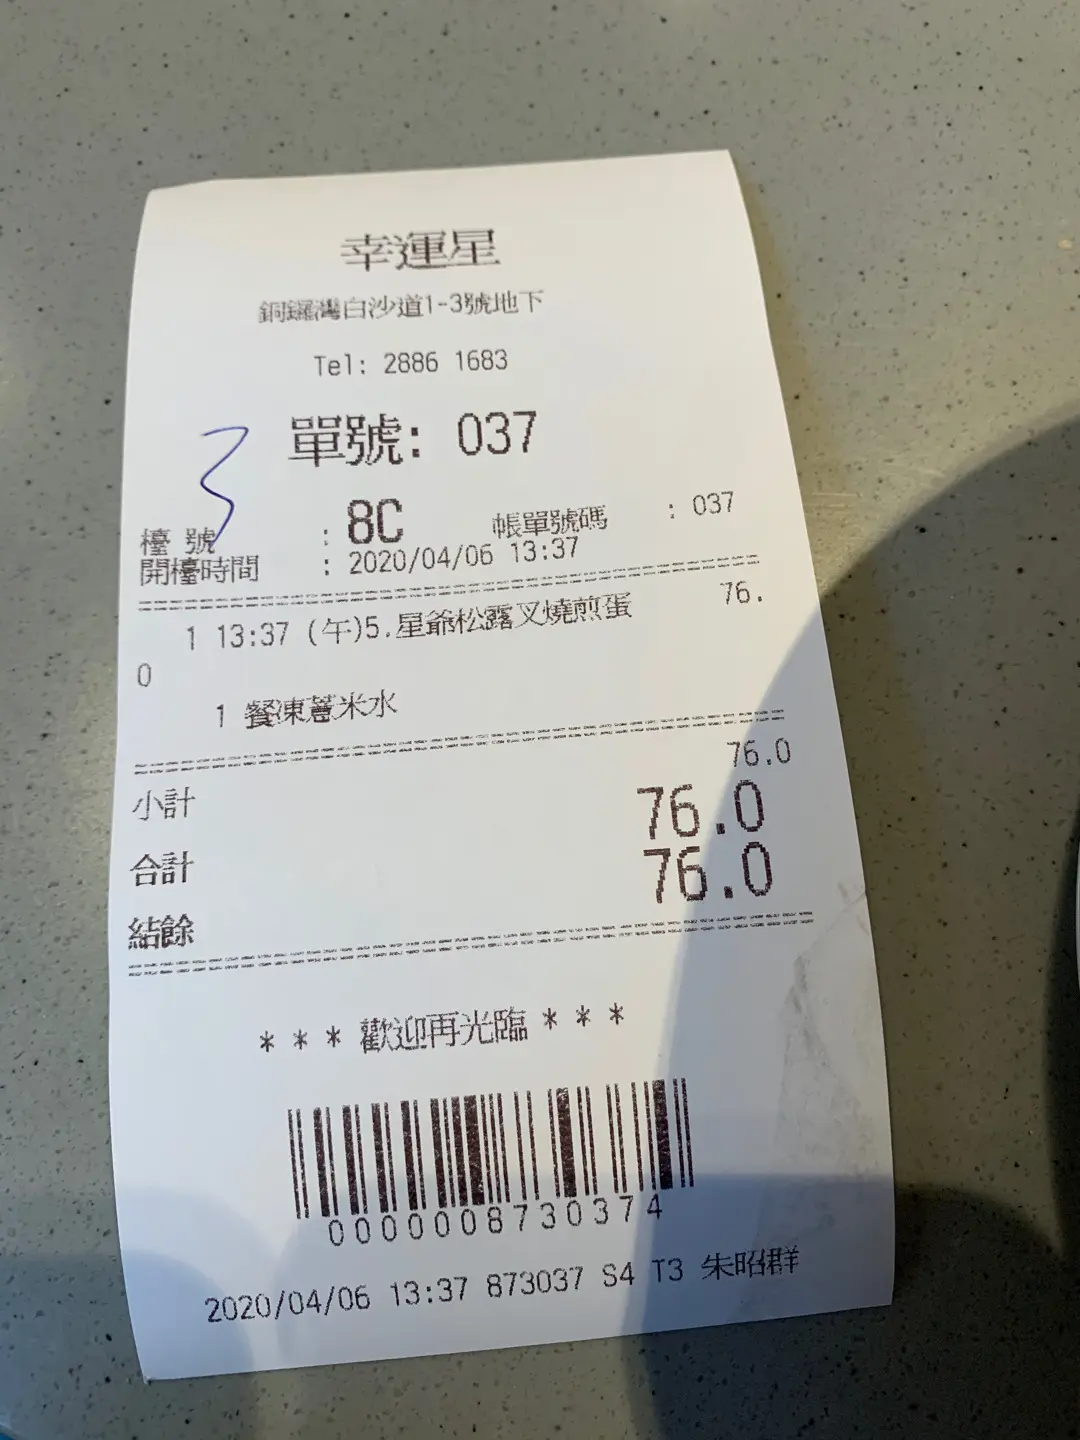 幸運星
銅鑼灣白沙道1-3號地下
Tel: 2886 1683
單號: 037
3
檯 號 : 8C 帳單號碼 : 037
開檯時間 : 2020/04/06 13:37
1 13:37 (午)5.星爺松露叉燒煎蛋 76.
0
1 餐凍薏米水
76.0
小計 76.0
合計 76.0
結餘
* * * 歡迎再光臨 * * *
0000008730374
2020/04/06 13:37 873037 S4 T3 朱昭群